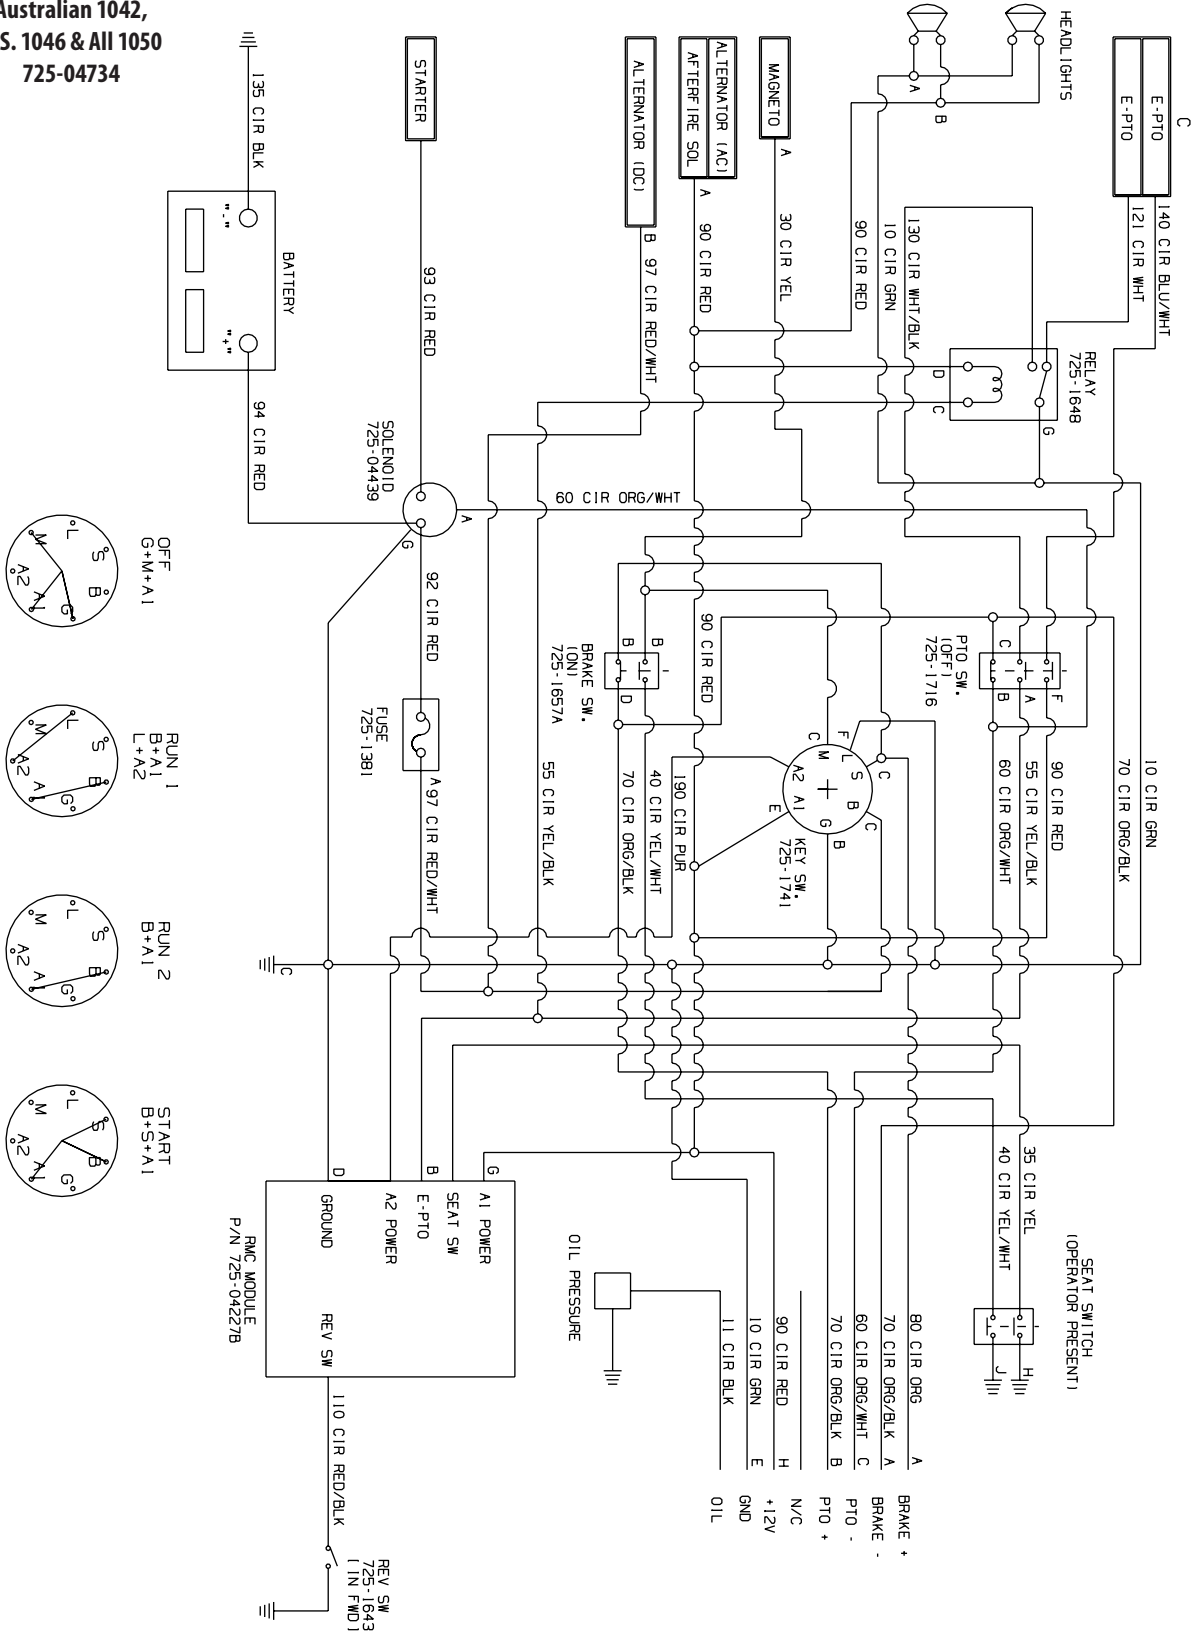 Australian 1042,
S. 1046 & All 1050
725-04734
HEADLIGHTS
A
B
C
E-PTO
E-PTO
140 CIR BLU/WHT
121 CIR WHT
STARTER
ALTERNATOR (DC)
ALTERNATOR (AC)
AFTERFIRE SOL
MAGNETO
A
A
B
135 CIR BLK
"-"
"+"
BATTERY
94 CIR RED
93 CIR RED
97 CIR RED/WHT
90 CIR RED
30 CIR YEL
90 CIR RED
10 CIR GRN
130 CIR WHT/BLK
RELAY
725-1648
D
C
G
SOLENOID
725-04439
A
G
60 CIR ORG/WHT
92 CIR RED
FUSE
725-1381
A
97 CIR RED/WHT
55 CIR YEL/BLK
BRAKE SW.
(ON)
725-1657A
B
B
D
90 CIR RED
PTO SW.
(OFF)
725-1716
C
B
A
F
70 CIR ORG/BLK
40 CIR YEL/WHT
190 CIR PUR
KEY SW.
725-1741
C
M
F
L
S
C
B
C
G
B
A1
A2
E
60 CIR ORG/WHT
55 CIR YEL/BLK
90 CIR RED
70 CIR ORG/BLK
10 CIR GRN
C
OFF
G+M+A1
L
S
B
G
A1
A2
M
RUN 1
B+A1
L+A2
L
S
B
G
A1
A2
M
RUN 2
B+A1
L
S
B
G
A1
A2
M
START
B+S+A1
L
S
B
G
A1
A2
M
D
B
G
GROUND
A2 POWER
E-PTO
SEAT SW
A1 POWER
REV SW
RMC MODULE
P/N 725-04227B
110 CIR RED/BLK
REV SW
725-1643
(IN FWD)
OIL PRESSURE
35 CIR YEL
40 CIR YEL/WHT
SEAT SWITCH
(OPERATOR PRESENT)
H
J
80 CIR ORG A BRAKE +
70 CIR ORG/BLK A BRAKE -
60 CIR ORG/WHT C PTO -
70 CIR ORG/BLK B PTO +
N/C
90 CIR RED H +12V
10 CIR GRN E GND
11 CIR BLK OIL